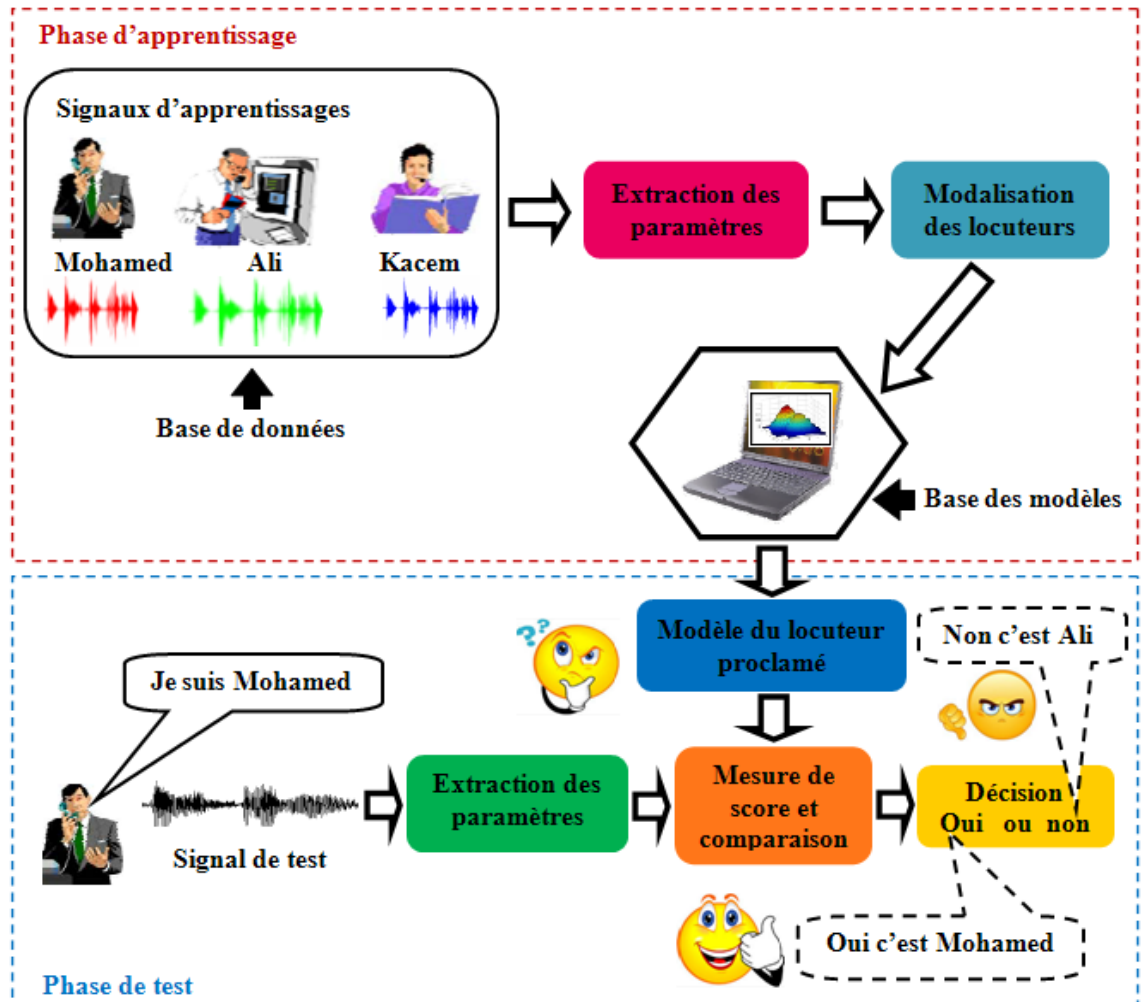 Phase d’apprentissage
Signaux d’apprentissages
Mohamed
Ali
Kacem
Base de données
Extraction des
paramètres
Modalisation
des locuteurs
Base des modèles
Modèle du locuteur
proclamé
Non c’est Ali
Je suis Mohamed
Signal de test
Extraction des
paramètres
Mesure de
score et
comparaison
Décision
Oui ou non
Oui c’est Mohamed
Phase de test
??